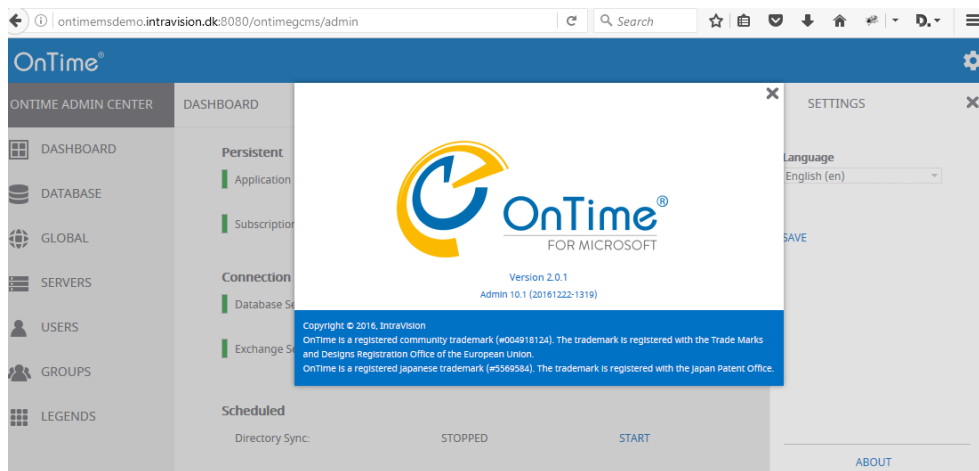 ontimemsdemo.intravision.dk:8080/ontimegcms/admin
Search
D.
OnTime®
ONTIME ADMIN CENTER
DASHBOARD
DATABASE
GLOBAL
SERVERS
USERS
GROUPS
LEGENDS
DASHBOARD
Persistent
Application
Subscription
Connection
Database Se
Exchange Se
Scheduled
Directory Sync: STOPPED START
OnTime®
FOR MICROSOFT
Version 2.0.1
Admin 10.1 (20161222-1319)
Copyright © 2016, IntraVision
OnTime is a registered community trademark (#004918124). The trademark is registered with the Trade Marks
and Designs Registration Office of the European Union.
OnTime is a registered Japanese trademark (#5569584). The trademark is registered with the Japan Patent Office.
SETTINGS
Language
English (en)
SAVE
ABOUT